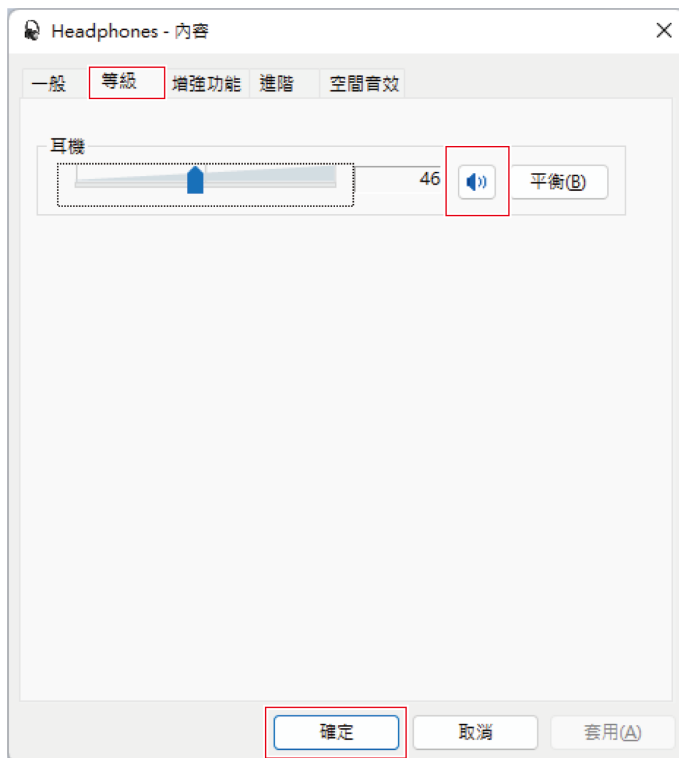 Headphones - 內容
一般 等級 增強功能 進階 空間音效
耳機
46 平衡(B)
確定 取消 套用(A)